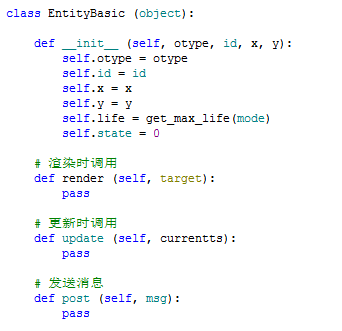 class EntityBasic (object):
def __init__ (self, otype, id, x, y):
self.otype = otype
self.id = id
self.x = x
self.y = y
self.life = get_max_life(mode)
self.state = 0
# 渲染时调用
def render (self, target):
pass
# 更新时调用
def update (self, currentts):
pass
# 发送消息
def post (self, msg):
pass